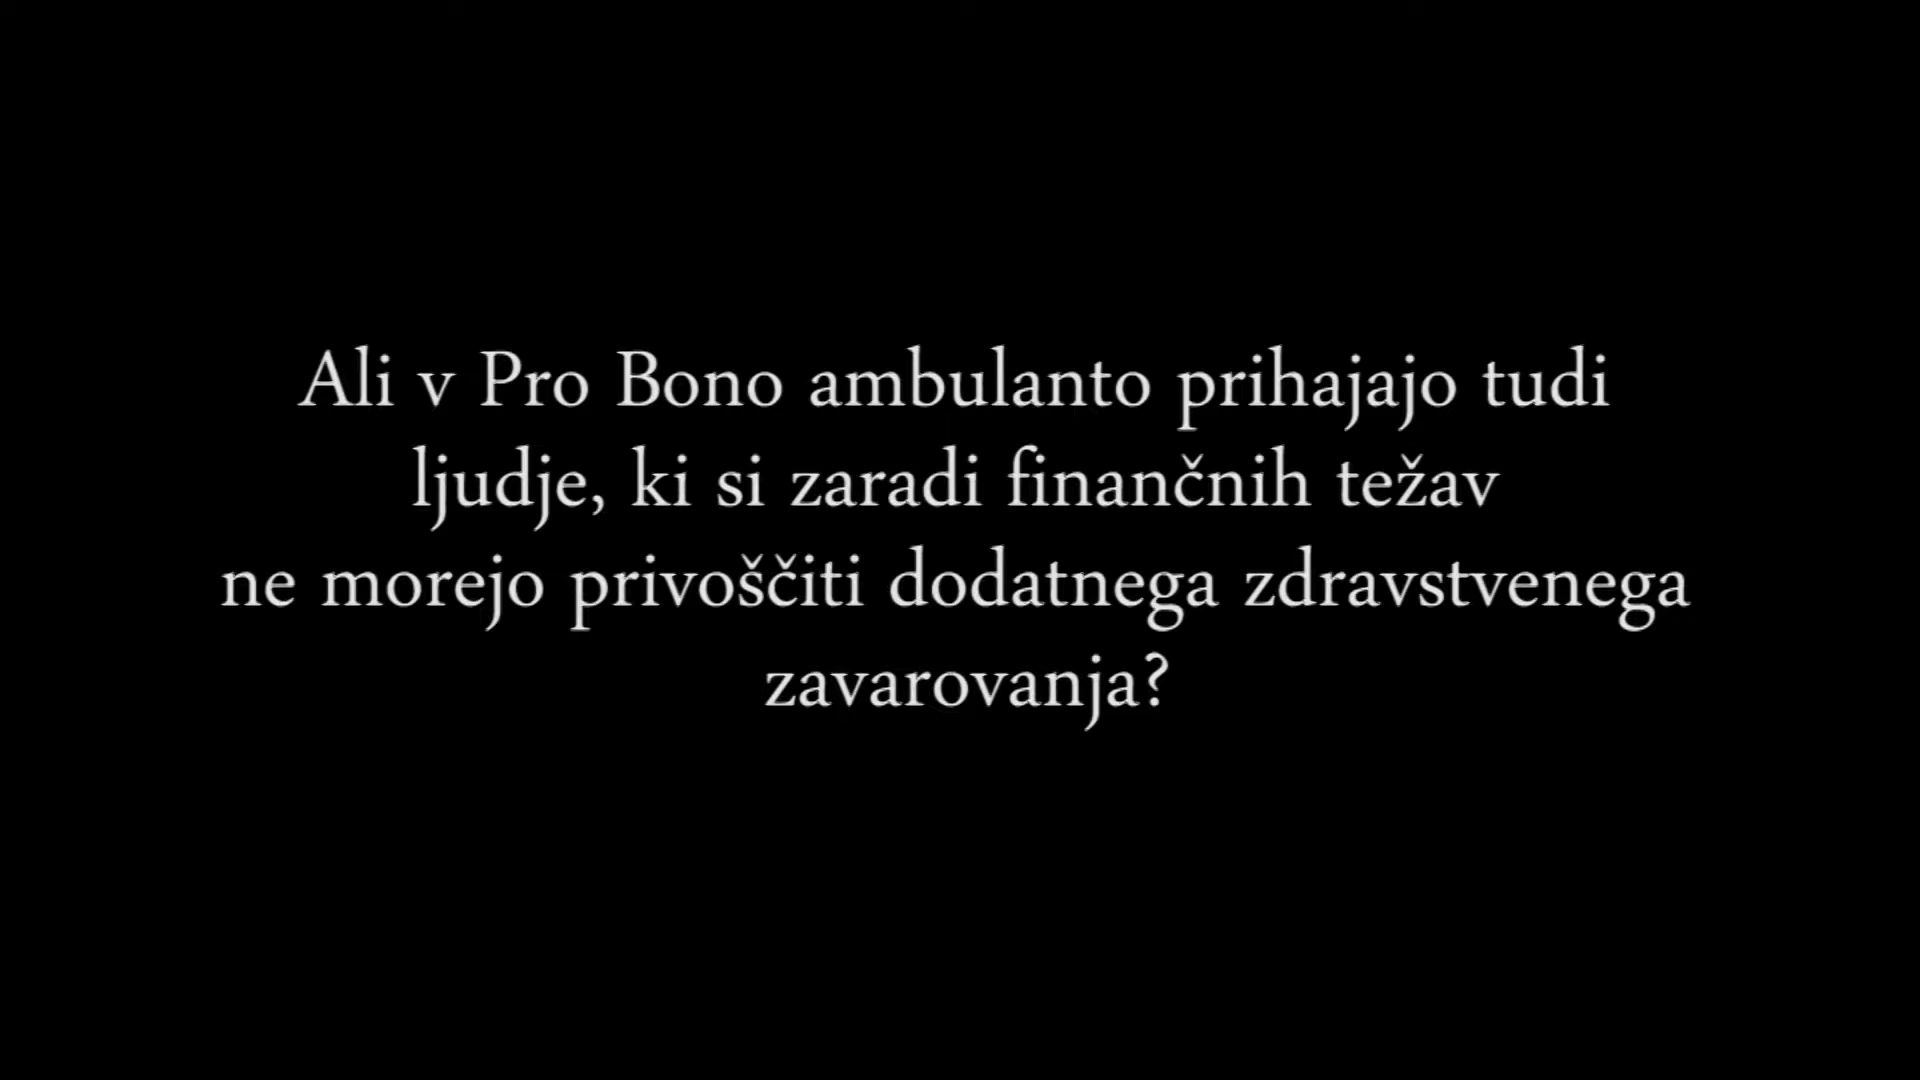 Ali v Pro Bono ambulanto prihajajo tudi
ljudje, ki si zaradi finančnih težav
ne morejo privoščiti dodatnega zdravstvenega
zavarovanja?